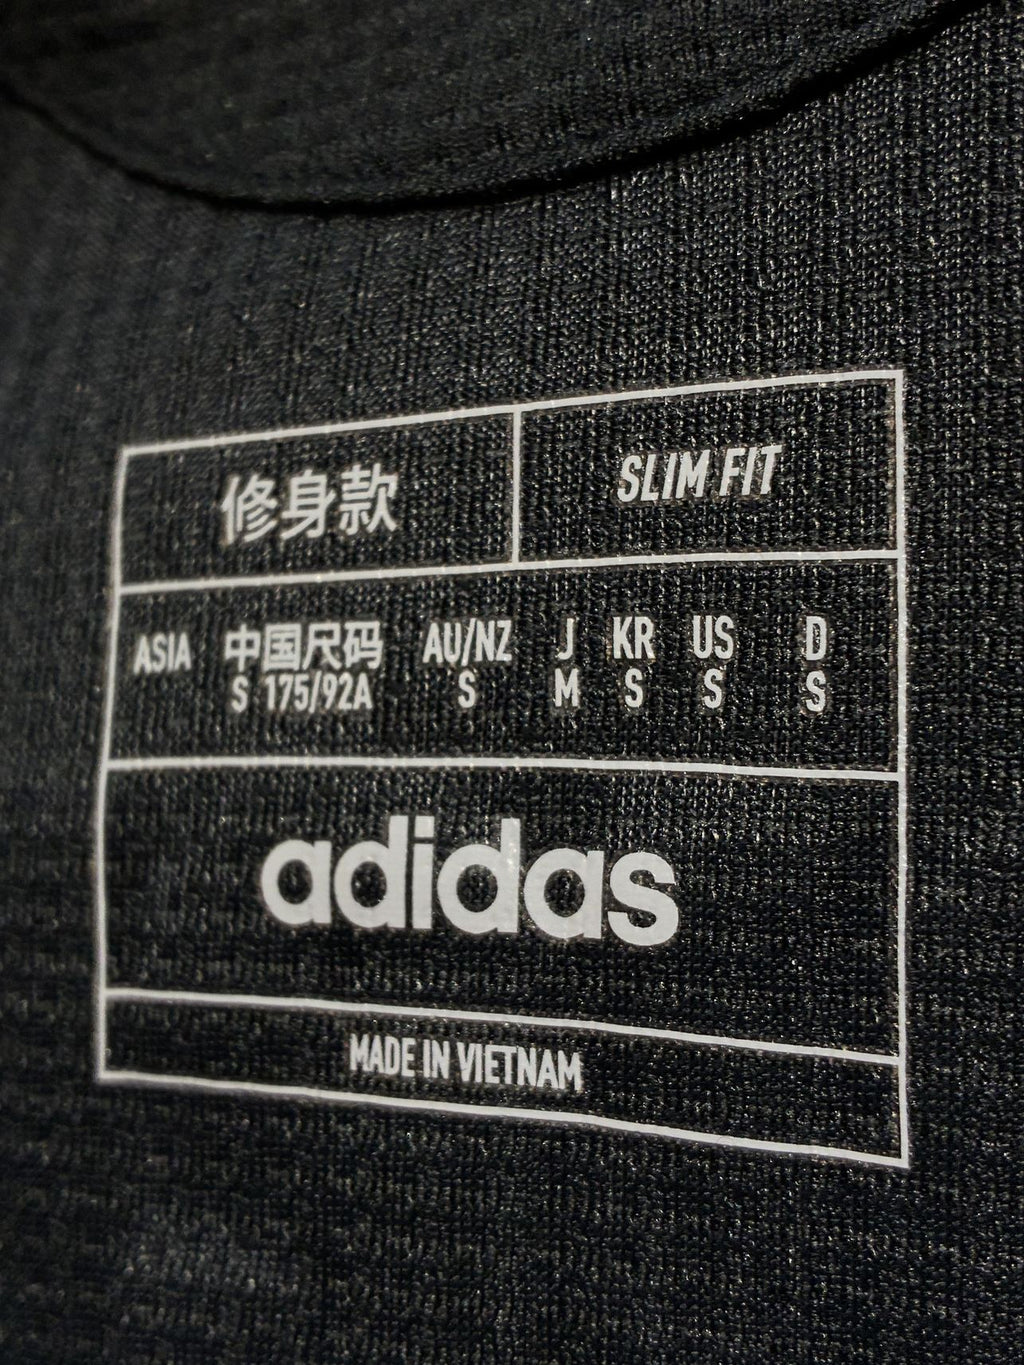 修身款 SLIM FIT
ASIA 中国尺码 AU/NZ J KR US D
S 175/92A S M S S S
adidas
MADE IN VIETNAM